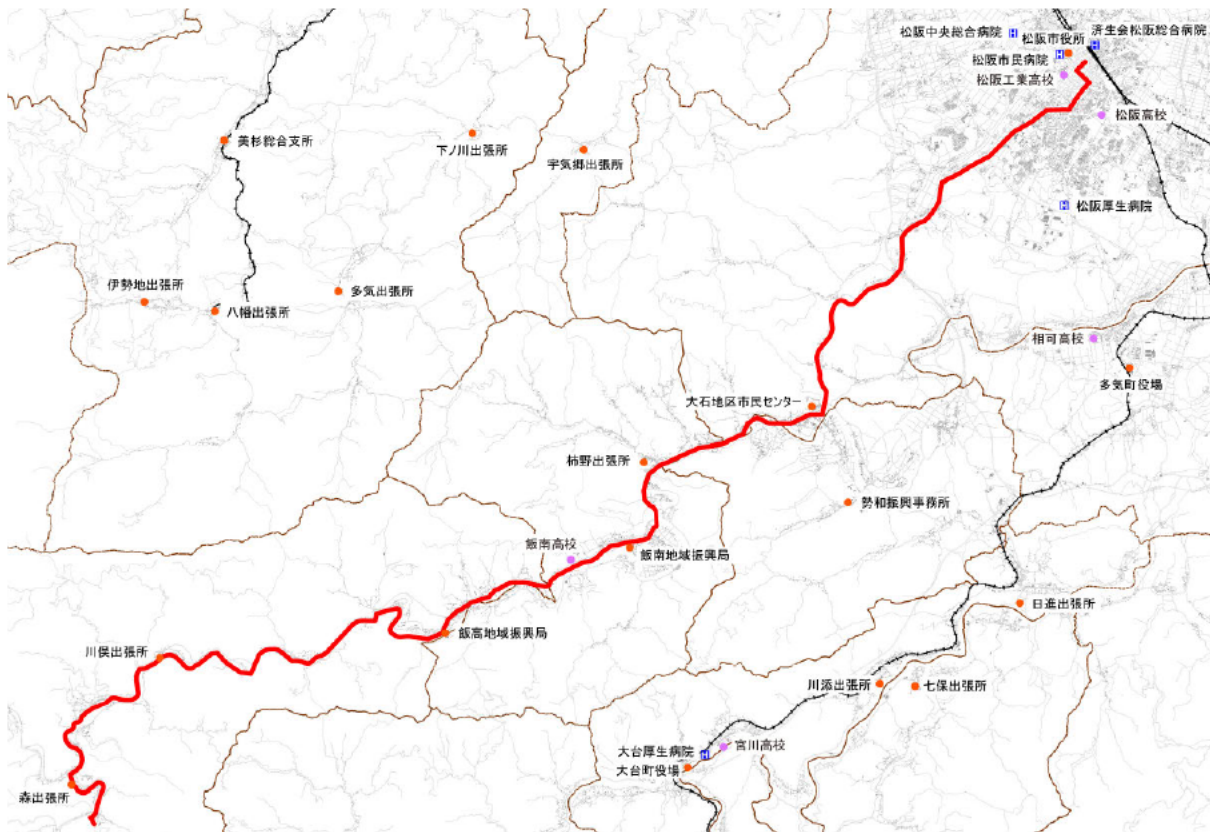 松阪中央総合病院
松阪市役所
済生会松阪総合病院
松阪市民病院
松阪工業高校
松阪高校
美杉総合支所
下ノ川出張所
宇気郷出張所
松阪厚生病院
伊勢地出張所
多気出張所
八幡出張所
相可高校
多気町役場
大石地区市民センター
柿野出張所
勢和振興事務所
飯南高校
飯南地域振興局
日進出張所
飯高地域振興局
川俣出張所
川添出張所
七保出張所
大台厚生病院
宮川高校
大台町役場
森出張所